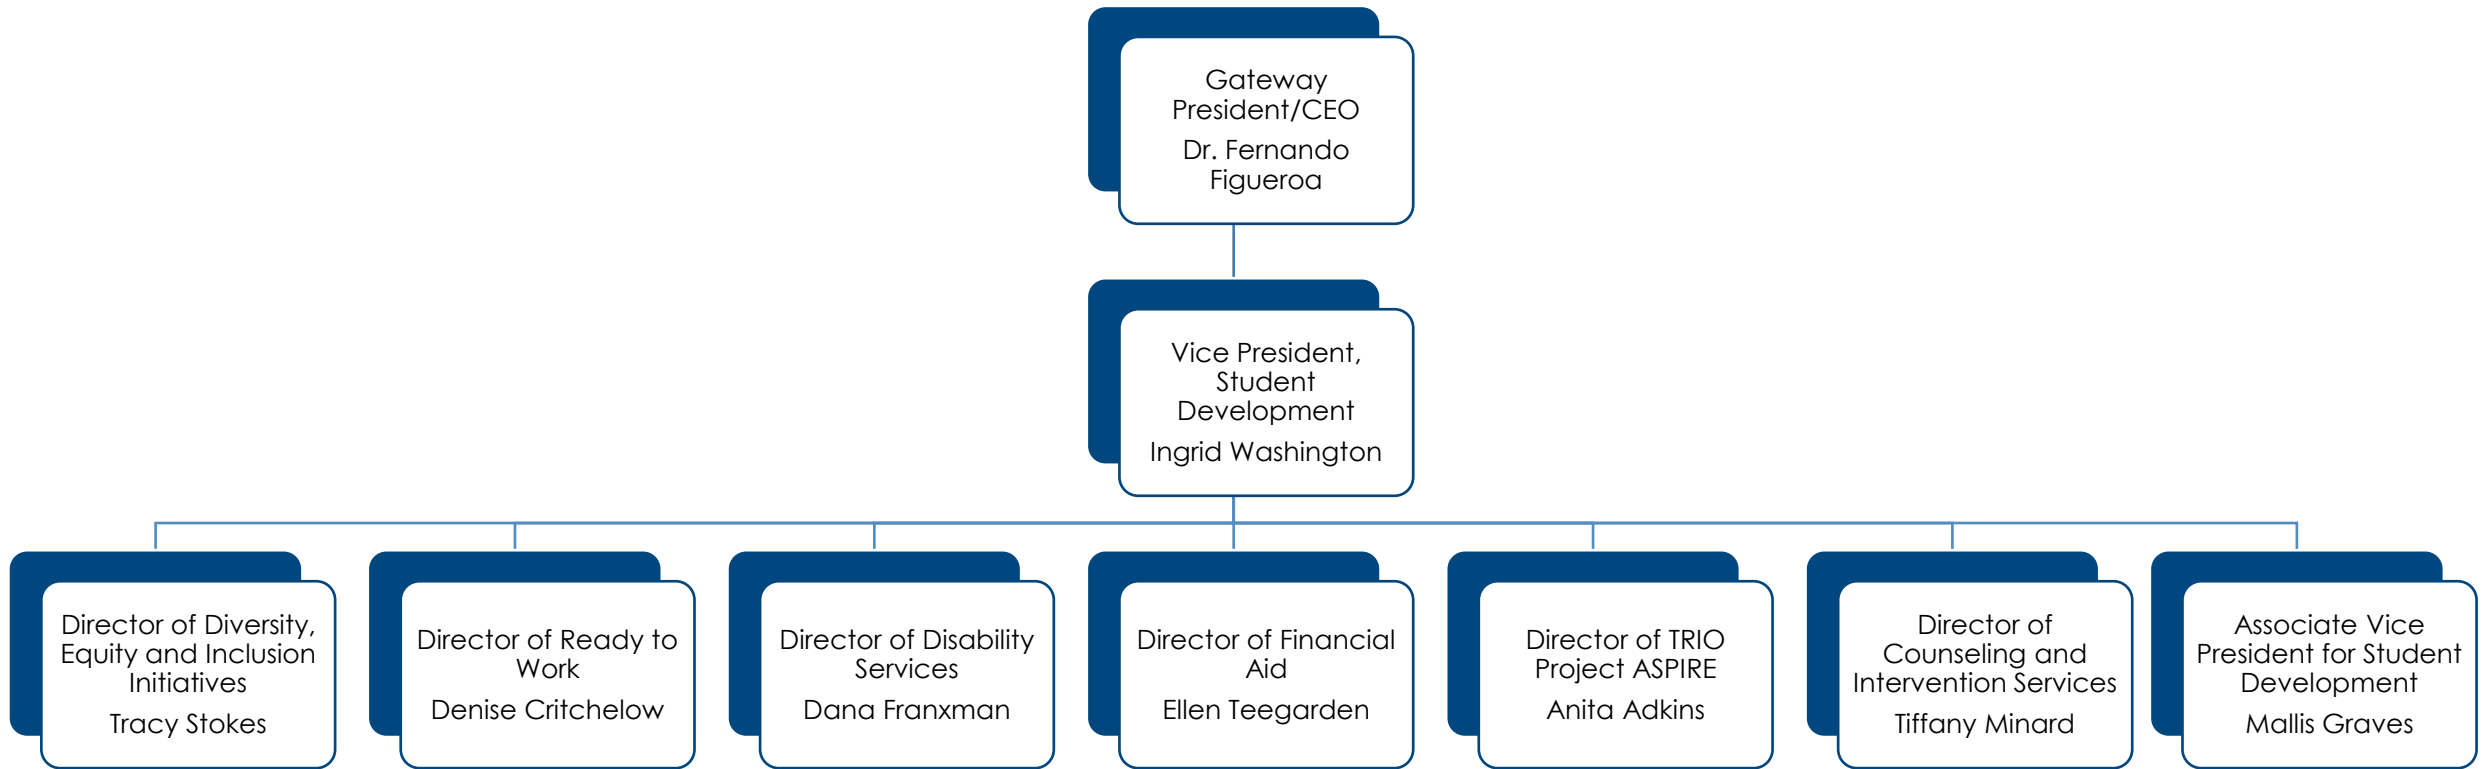 Gateway
President/CEO
Dr. Fernando
Figueroa
Vice President,
Student
Development
Ingrid Washington
Director of Diversity,
Equity and Inclusion
Initiatives
Tracy Stokes
Director of Ready to
Work
Denise Critchelow
Director of Disability
Services
Dana Franxman
Director of Financial
Aid
Ellen Teegarden
Director of TRIO
Project ASPIRE
Anita Adkins
Director of
Counseling and
Intervention Services
Tiffany Minard
Associate Vice
President for Student
Development
Mallis Graves